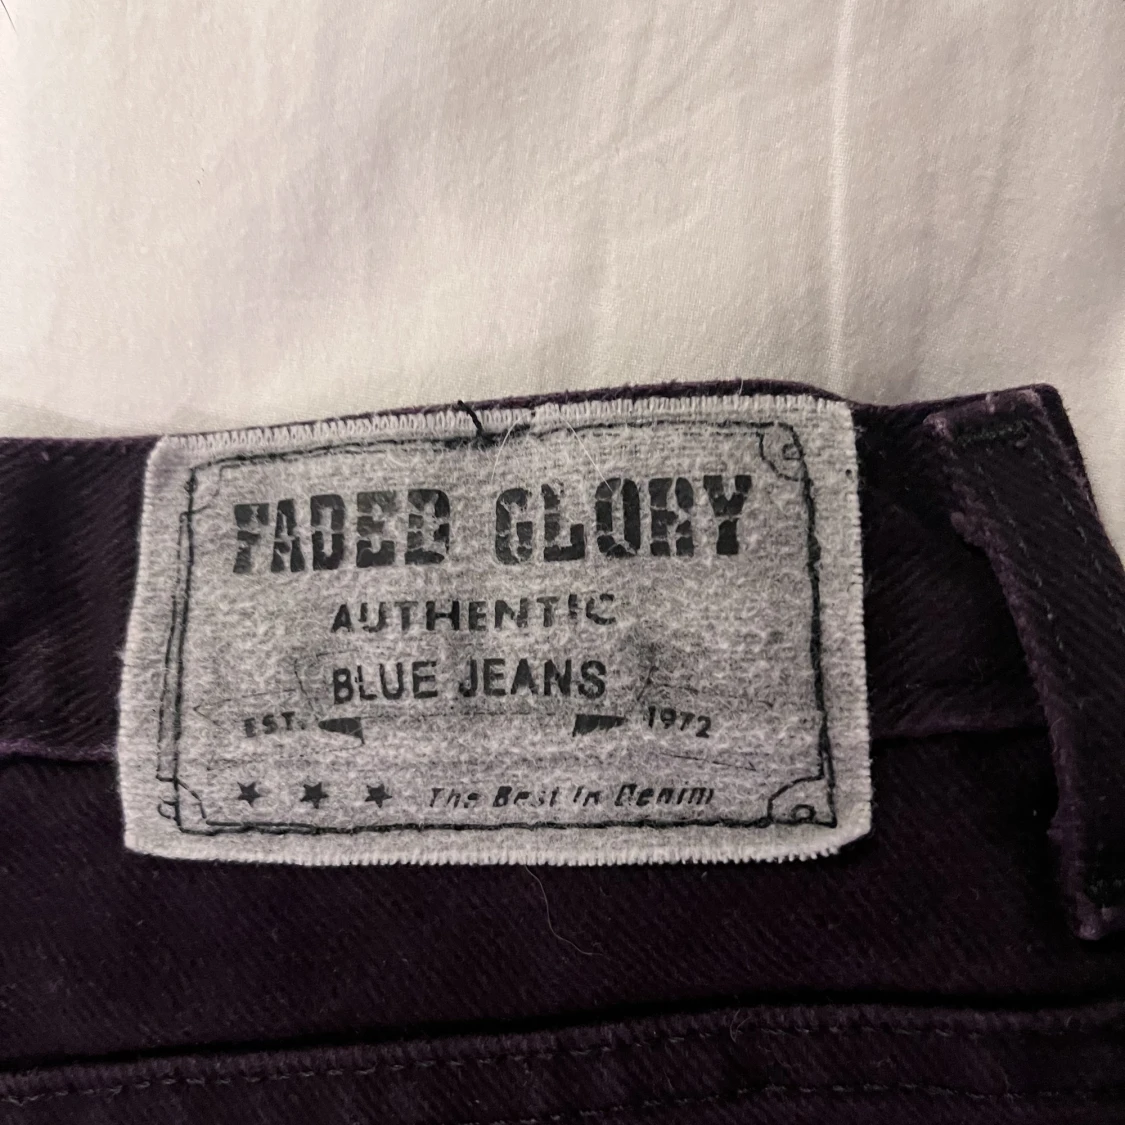 FADED GLORY
AUTHENTIC
BLUE JEANS
EST. 1972
The Best In Denim